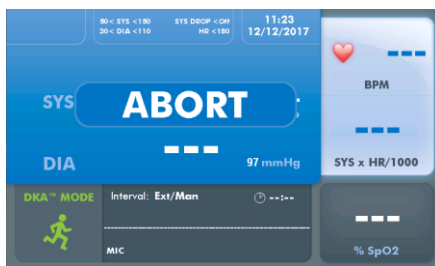 50< SYS <180 SYS DROP <Off 11:23
30< DIA <110 HR <180 12/12/2017
---
BPM
SYS ABORT
---
DIA --- 97 mmHg SYS x HR/1000
DKA™ MODE Interval: Ext/Man --:--
---
MIC % SpO2